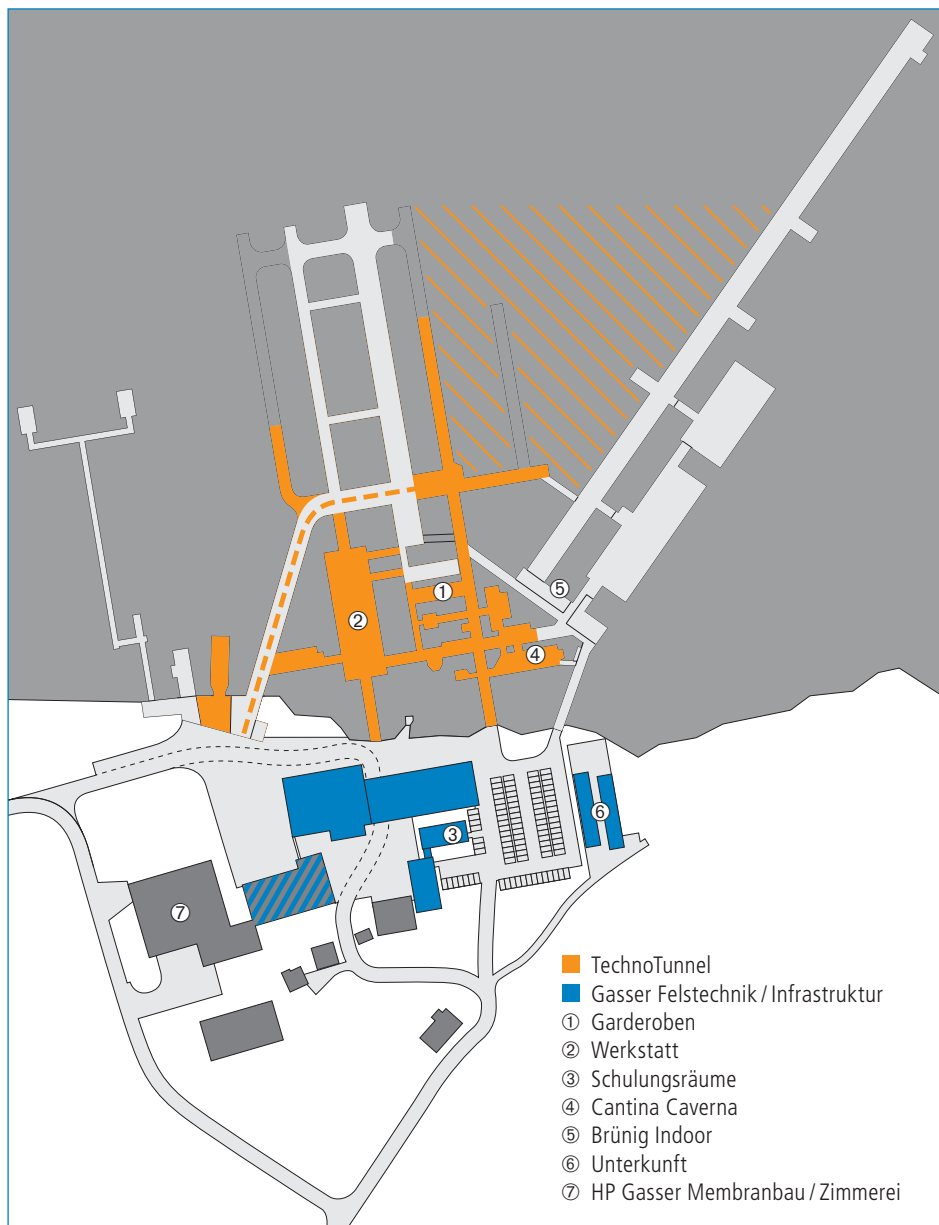 ①
②
⑤
④
③
⑥
⑦
TechnoTunnel
Gasser Felstechnik / Infrastruktur
① Garderoben
② Werkstatt
③ Schulungsräume
④ Cantina Caverna
⑤ Brünig Indoor
⑥ Unterkunft
⑦ HP Gasser Membranbau / Zimmerei